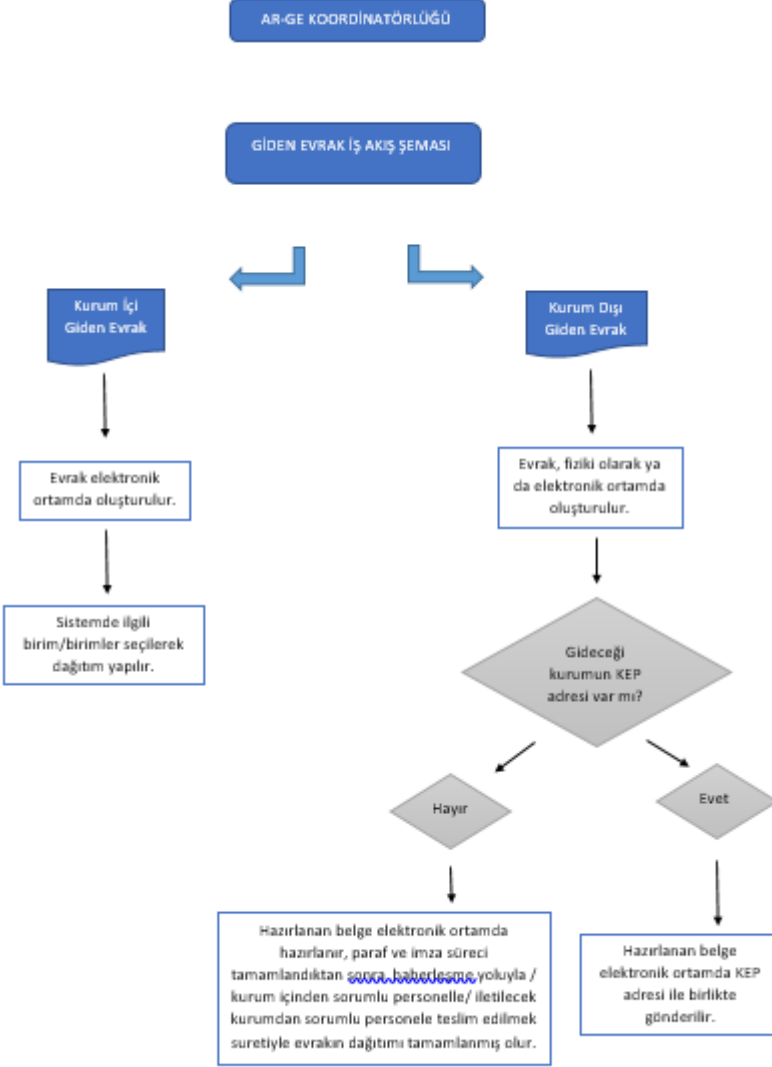 AR-GE KOORDİNATÖRLÜĞÜ
GİDEN EVRAK İŞ AKIŞ ŞEMASI
Kurum İçi
Giden Evrak
Kurum Dışı
Giden Evrak
Evrak elektronik
ortamda oluşturulur.
Evrak, fiziki olarak ya
da elektronik ortamda
oluşturulur.
Sistemde ilgili
birim/birimler seçilerek
dağıtım yapılır.
Gideceği
kurumun KEP
adresi var mı?
Hayır
Evet
Hazırlanan belge elektronik ortamda
hazırlanır, paraf ve imza süreci
tamamlandıktan sonra, haberleşme yoluyla /
kurum içinden sorumlu personelle/ iletilecek
kurumdan sorumlu personele teslim edilmek
suretiyle evrakın dağıtımı tamamlanmış olur.
Hazırlanan belge
elektronik ortamda KEP
adresi ile birlikte
gönderilir.